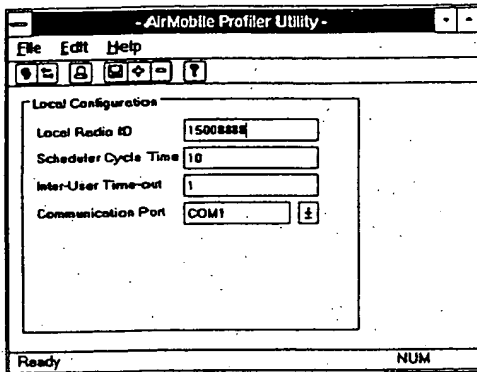 - AirMobile Profiler Utility -
File Edit Help
Local Configuration
Local Radio ID 15008888
Scheduler Cycle Time 10
Inter-User Time-out 1
Communication Port COM1
Ready NUM